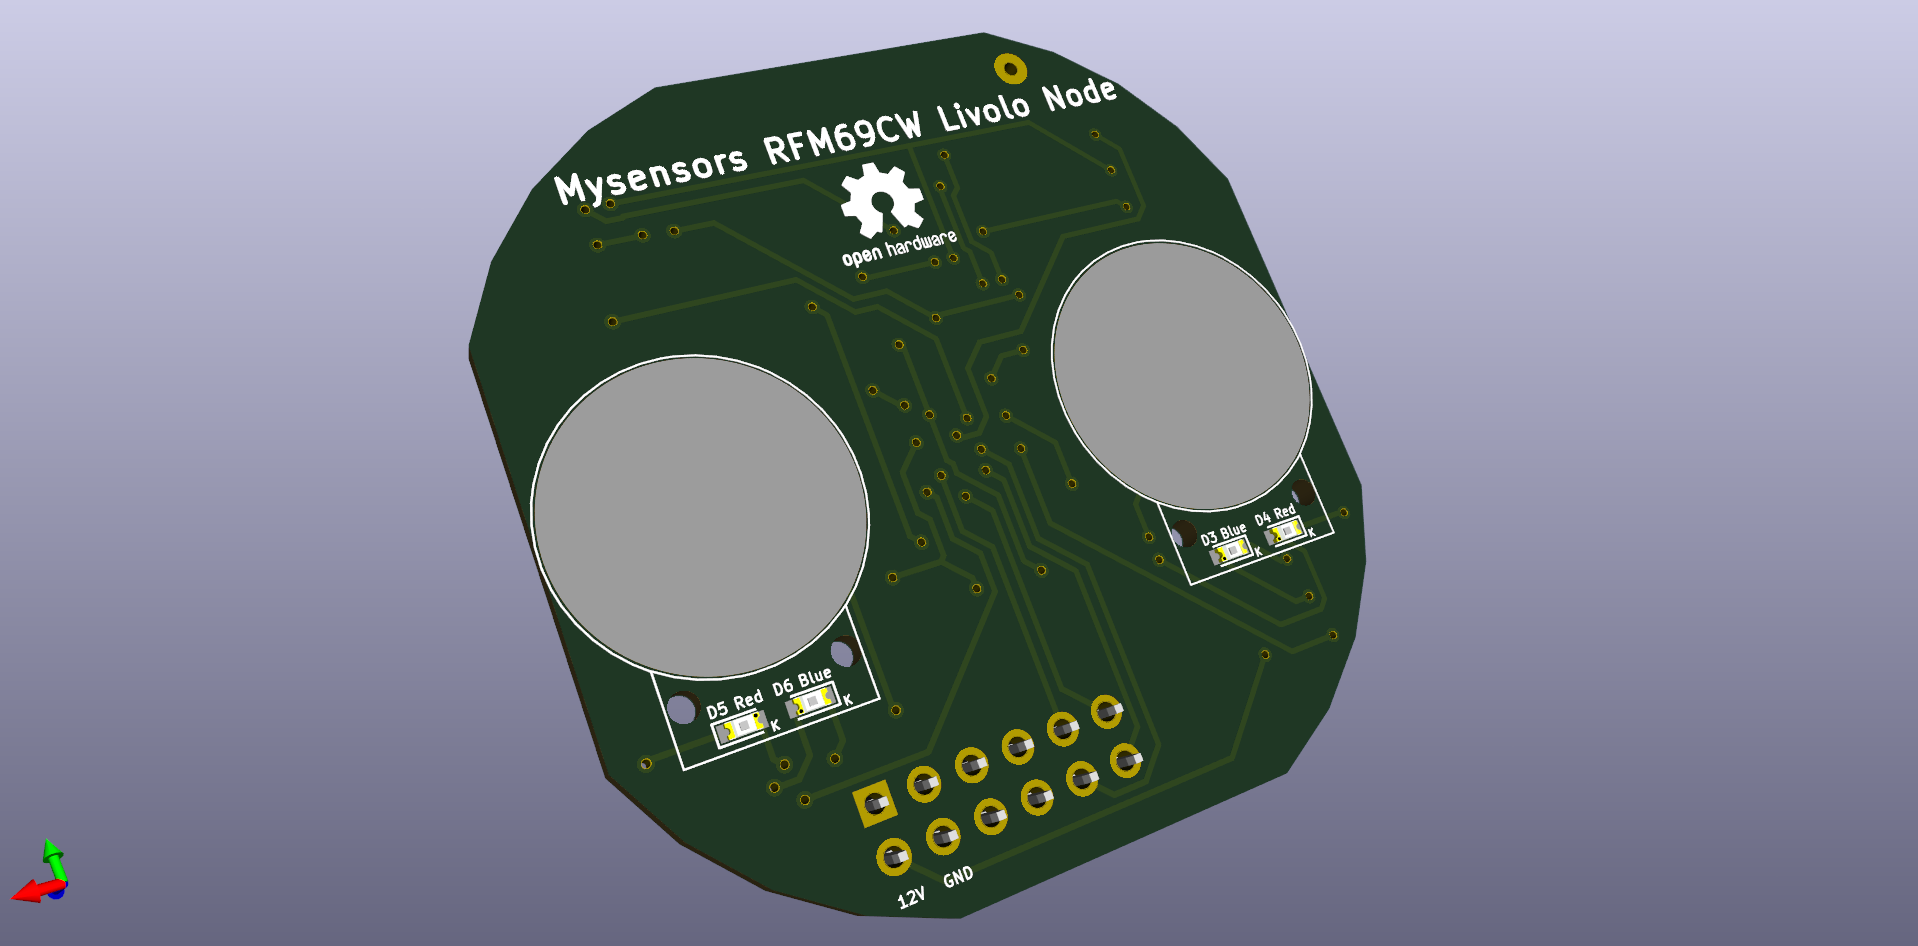 Mysensors RFM69CW Livolo Node
open hardware
D3 Blue
K
D4 Red
K
D5 Red
K
D6 Blue
K
12V
GND